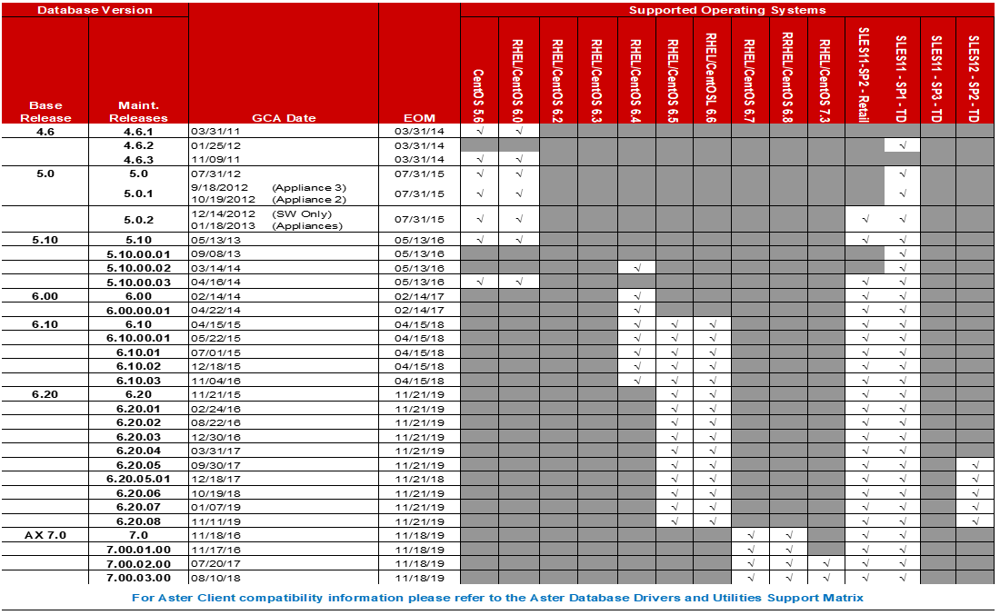 Database Version Supported Operating Systems
Base Release Maint. Releases GCA Date EOM CentOS 5.6 RHEL/CentOS 6.0 RHEL/CentOS 6.2 RHEL/CentOS 6.3 RHEL/CentOS 6.4 RHEL/CentOS 6.5 RHEL/CentOSL 6.6 RHEL/CentOS 6.7 RRHEL/CentOS 6.8 RHEL/CentOS 7.3 SLES11-SP2 - Retail SLES11 - SP1 - TD SLES11 - SP3 - TD SLES12 - SP2 - TD
4.6 4.6.1 03/31/11 03/31/14 √ √
4.6.2 01/25/12 03/31/14 √
4.6.3 11/09/11 03/31/14 √ √
5.0 5.0 07/31/12 07/31/15 √ √ √
5.0.1 9/18/2012 (Appliance 3) 07/31/15 √ √ √
10/19/2012 (Appliance 2)
5.0.2 12/14/2012 (SW Only) 07/31/15 √ √ √ √
01/18/2013 (Appliances)
5.10 5.10 05/13/13 05/13/16 √ √ √ √
5.10.00.01 09/08/13 05/13/16 √
5.10.00.02 03/14/14 05/13/16 √ √
5.10.00.03 04/16/14 05/13/16 √ √ √ √
6.00 6.00 02/14/14 02/14/17 √ √ √
6.00.00.01 04/22/14 02/14/17 √ √ √
6.10 6.10 04/15/15 04/15/18 √ √ √ √ √
6.10.00.01 05/22/15 04/15/18 √ √ √ √ √
6.10.01 07/01/15 04/15/18 √ √ √ √ √
6.10.02 12/18/15 04/15/18 √ √ √ √ √
6.10.03 11/04/16 04/15/18 √ √ √ √ √
6.20 6.20 11/21/15 11/21/19 √ √ √ √
6.20.01 02/24/16 11/21/19 √ √ √ √
6.20.02 08/22/16 11/21/19 √ √ √ √
6.20.03 12/30/16 11/21/19 √ √ √ √
6.20.04 03/31/17 11/21/19 √ √ √ √
6.20.05 09/30/17 11/21/19 √ √ √ √ √
6.20.05.01 12/18/17 11/21/18 √ √ √ √ √
6.20.06 10/19/18 11/21/19 √ √ √ √ √
6.20.07 01/07/19 11/21/19 √ √ √ √ √
6.20.08 11/11/19 11/21/19 √ √ √ √ √
AX 7.0 7.0 11/18/16 11/18/19 √ √ √ √
7.00.01.00 11/17/16 11/18/19 √ √ √ √
7.00.02.00 07/20/17 11/18/19 √ √ √ √ √
7.00.03.00 08/10/18 11/18/19 √ √ √ √ √
For Aster Client compatibility information please refer to the Aster Database Drivers and Utilities Support Matrix